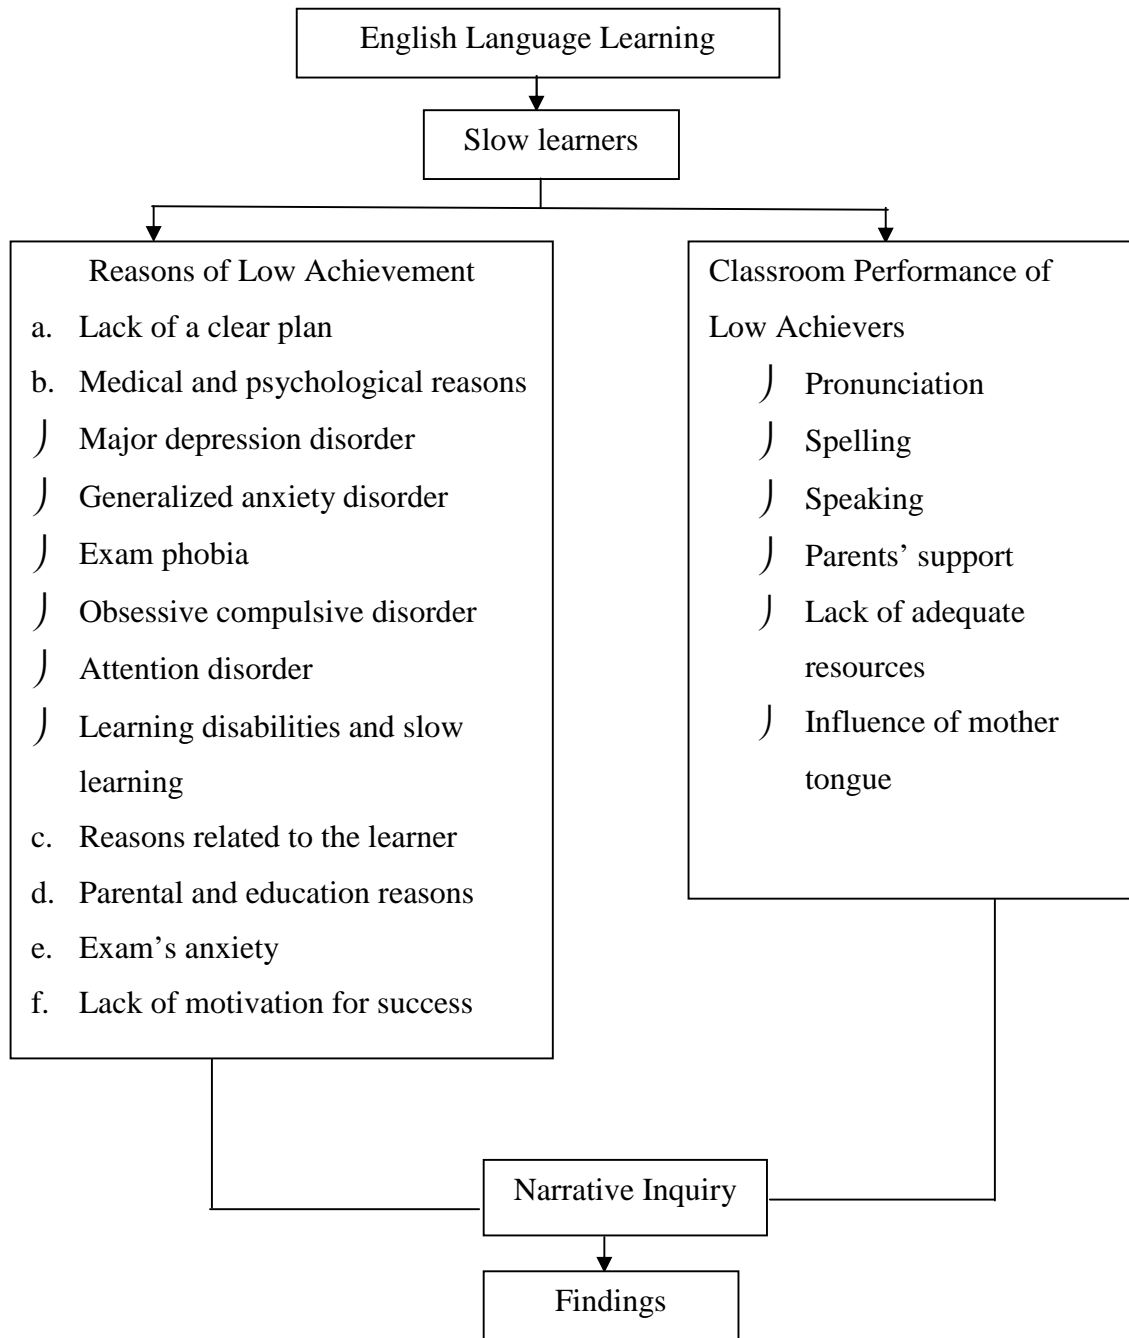 English Language Learning
Slow learners
Reasons of Low Achievement
a. Lack of a clear plan
b. Medical and psychological reasons
Major depression disorder
Generalized anxiety disorder
Exam phobia
Obsessive compulsive disorder
Attention disorder
Learning disabilities and slow
learning
c. Reasons related to the learner
d. Parental and education reasons
e. Exam’s anxiety
f. Lack of motivation for success
Classroom Performance of
Low Achievers
Pronunciation
Spelling
Speaking
Parents’ support
Lack of adequate
resources
Influence of mother
tongue
Narrative Inquiry
Findings